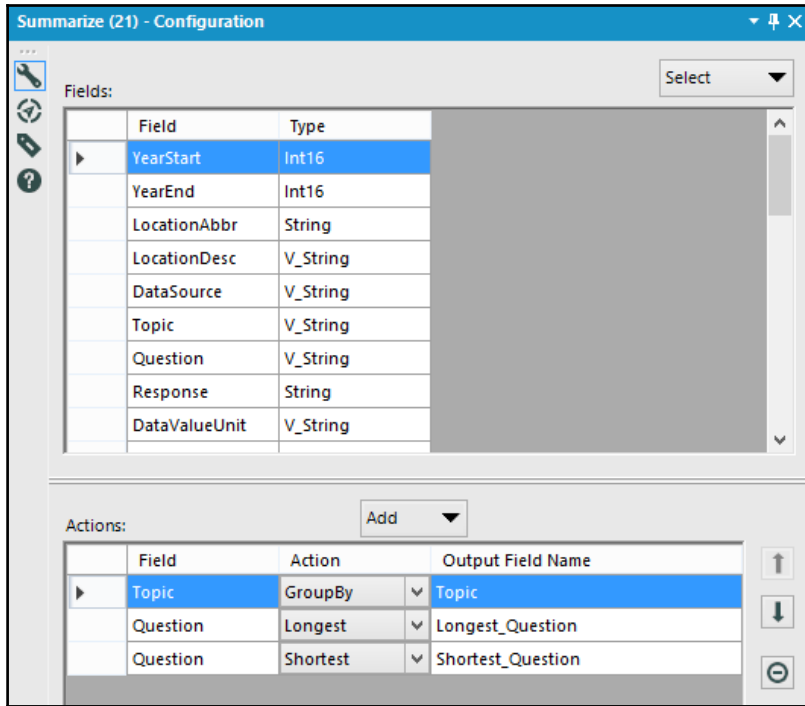 Summarize (21) - Configuration
Select
Fields:
Field Type
YearStart Int16
YearEnd Int16
LocationAbbr String
LocationDesc V_String
DataSource V_String
Topic V_String
Question V_String
Response String
DataValueUnit V_String
Actions: Add
Field Action Output Field Name
Topic GroupBy Topic
Question Longest Longest_Question
Question Shortest Shortest_Question